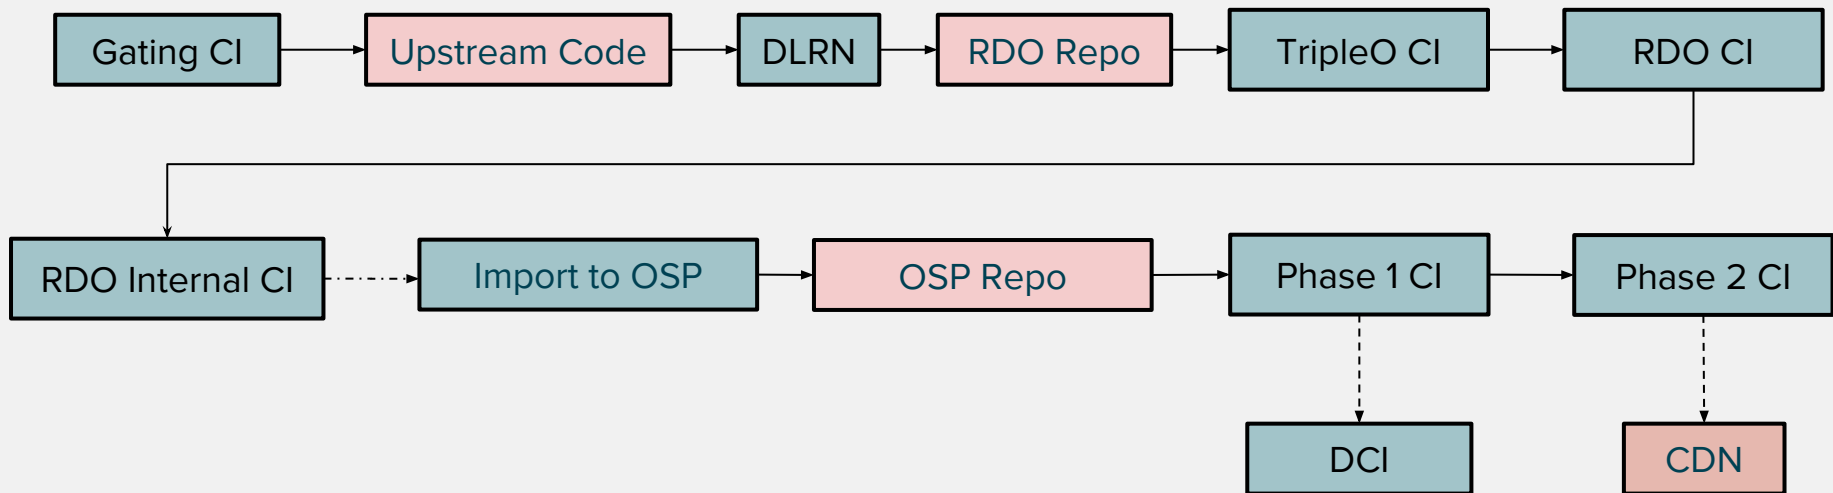 Gating CI
Upstream Code
DLRN
RDO Repo
TripleO CI
RDO CI
RDO Internal CI
Import to OSP
OSP Repo
Phase 1 CI
Phase 2 CI
DCI
CDN